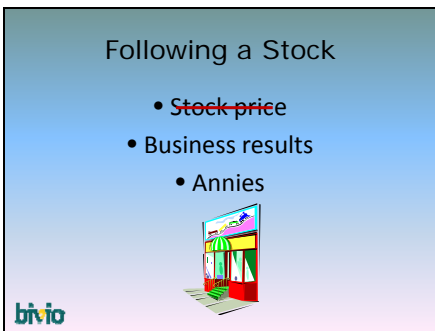 Following a Stock
• Stock price
• Business results
• Annies
bivio